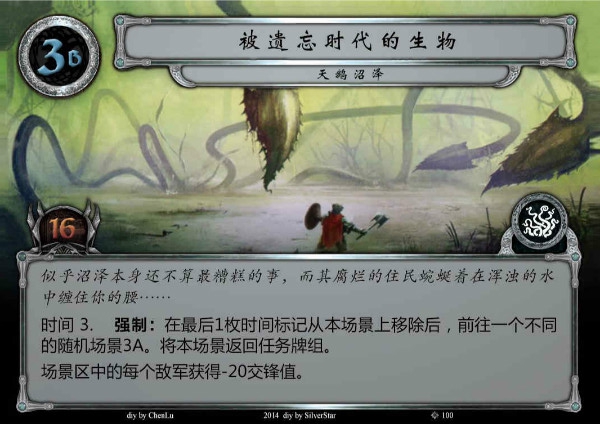 被遗忘时代的生物
3B
天鹅沼泽
16
似乎沼泽本身还不算最糟糕的事，而其腐烂的住民蜿蜒着在浑浊的水
中缠住你的腰……
时间 3. 强制：在最后1枚时间标记从本场景上移除后，前往一个不同
的随机场景3A。将本场景返回任务牌组。
场景区中的每个敌军获得-20交锋值。
diy by ChenLu 2014 diy by SilverStar 100